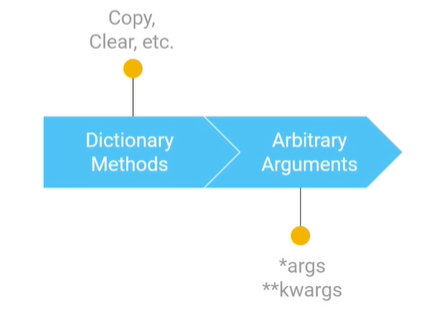 Copy,
Clear, etc.
Dictionary
Methods
Arbitrary
Arguments
*args
**kwargs